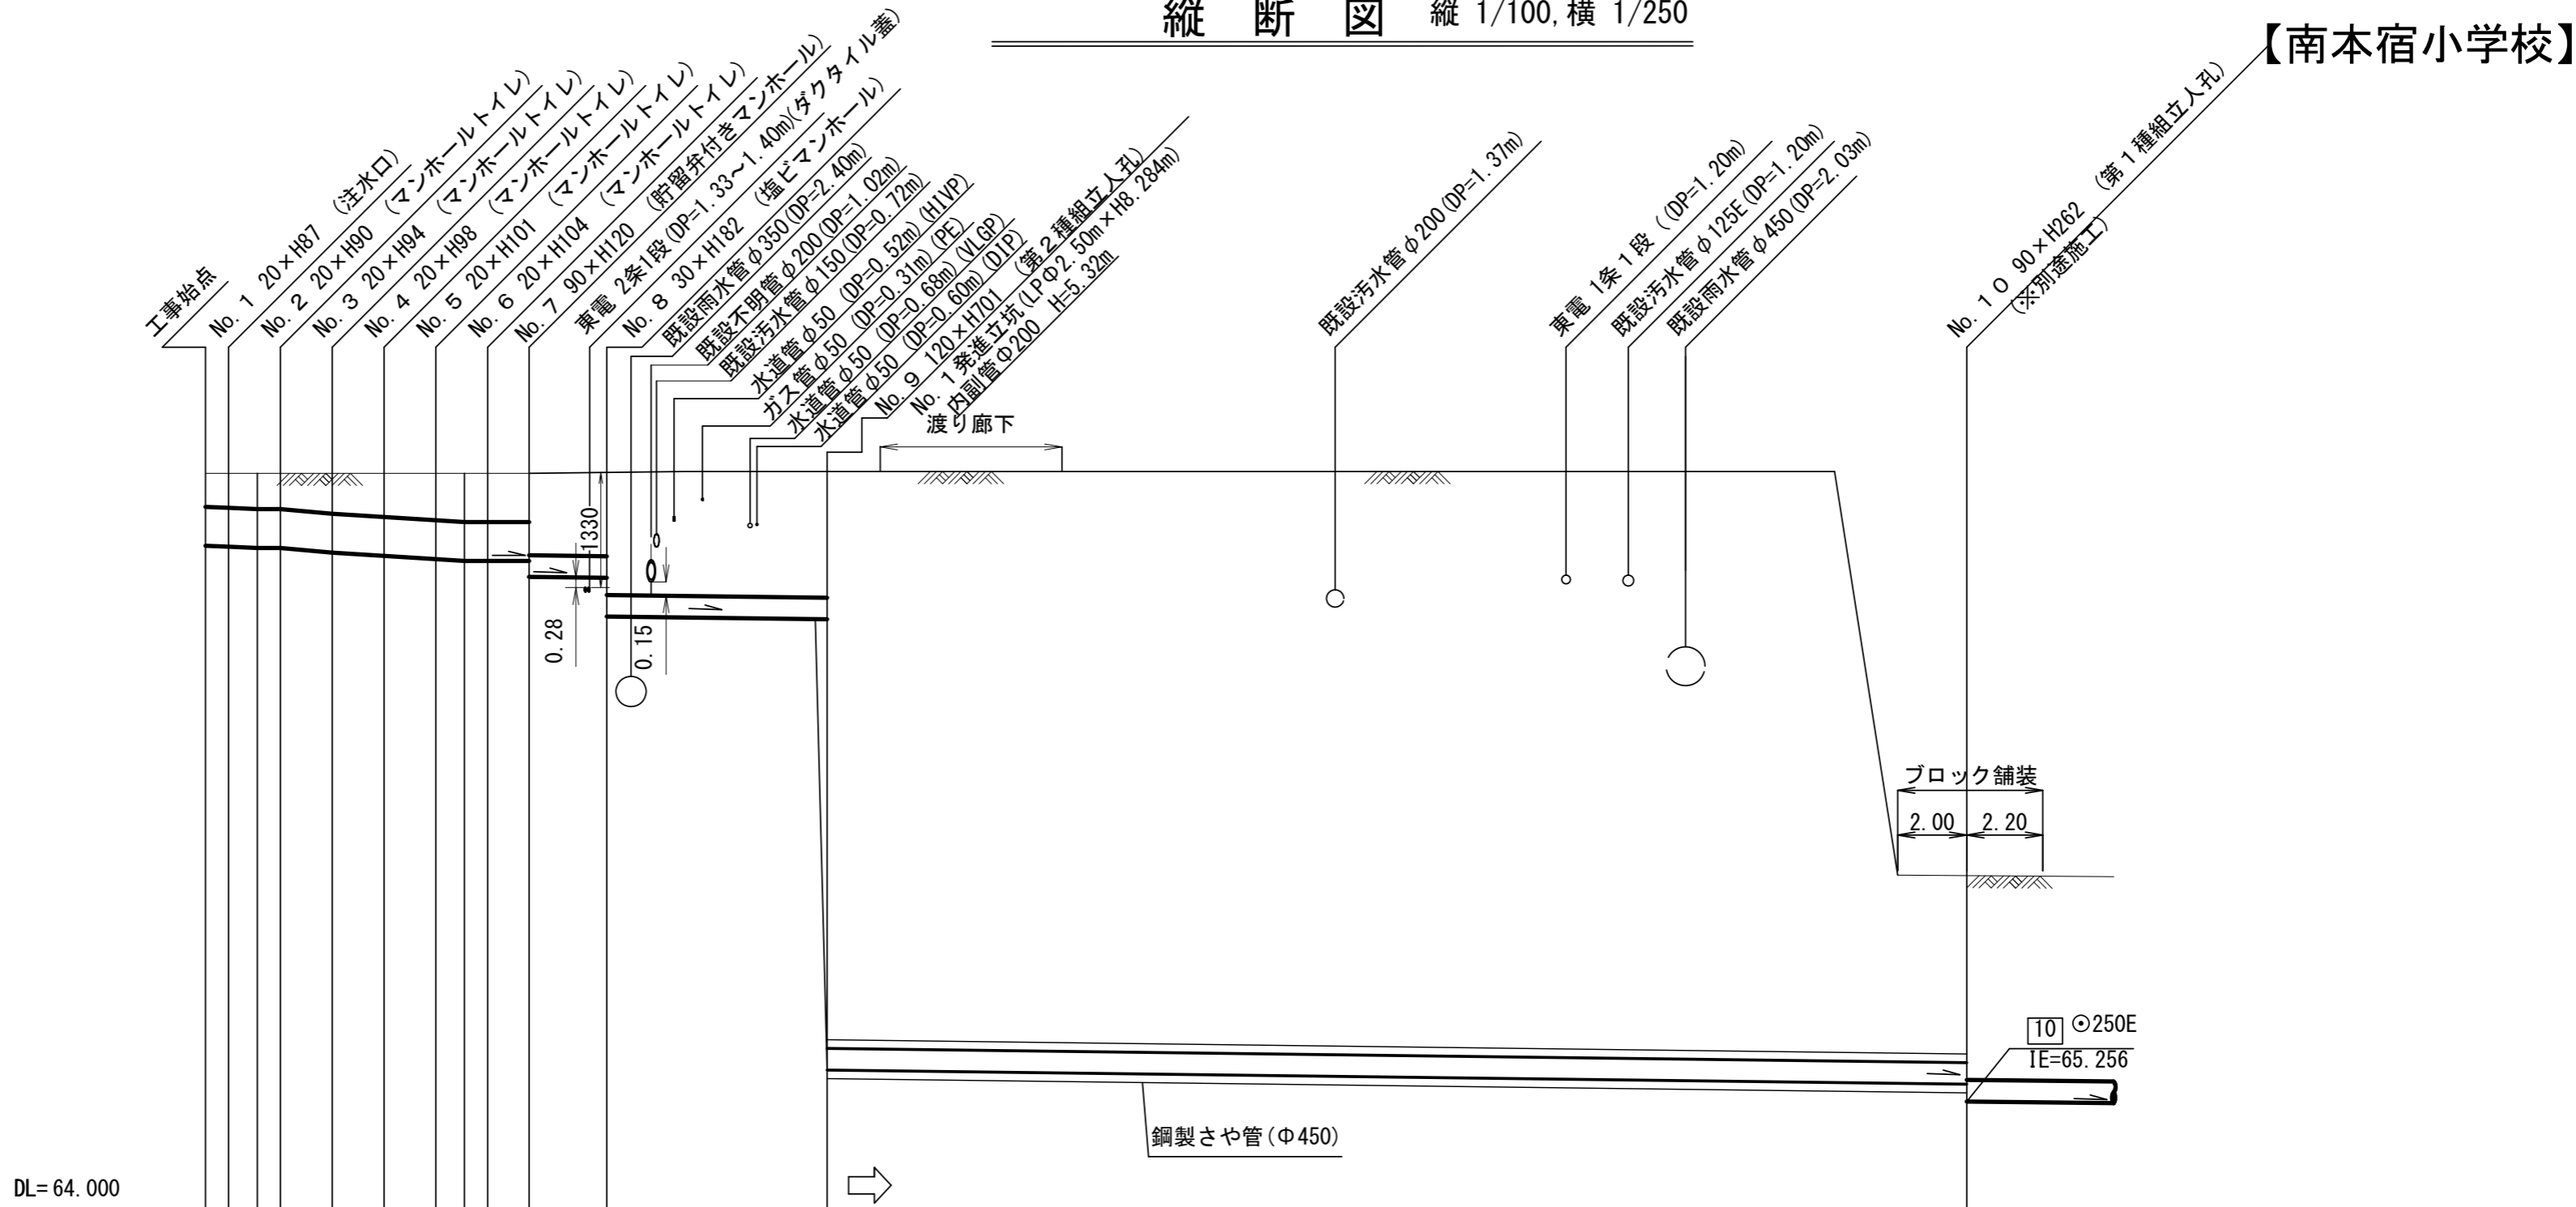 縦 断 図 縦 1/100,横 1/250
【南本宿小学校】
工事始点
No. 1 20×H87 (注水口)
No. 2 20×H90 (マンホールトイレ)
No. 3 20×H94 (マンホールトイレ)
No. 4 20×H98 (マンホールトイレ)
No. 5 20×H101 (マンホールトイレ)
No. 6 20×H104 (マンホールトイレ)
No. 7 90×H120 (貯留弁付きマンホール)
東電 2条1段(DP=1.33~1.40m)(ダクタイル蓋)
No. 8 30×H182 (塩ビマンホール)
既設雨水管φ350(DP=2.40m)
既設不明管φ200(DP=1.02m)
既設汚水管φ150(DP=0.72m)
水道管φ50 (DP=0.52m)(HIVP)
ガス管φ50 (DP=0.31m)(PE)
水道管φ50 (DP=0.68m)(VLGP)
水道管φ50 (DP=0.60m)(DIP)
No. 9 120×H701 (第2種組立人孔)
No. 1発進立坑(LPΦ2.50m×H8.284m)
内副管Φ200 H=5.32m
既設汚水管φ200(DP=1.37m)
東電 1条1段 ((DP=1.20m)
既設汚水管φ125E(DP=1.20m)
既設雨水管φ450(DP=2.03m)
No. 10 90×H262 (第1種組立人孔)
(※別途施工)
渡り廊下
1330
0.28
0.15
ブロック舗装
2.00
2.20
10 ⊙250E
IE=65.256
鋼製さや管(Φ450)
DL=64.000